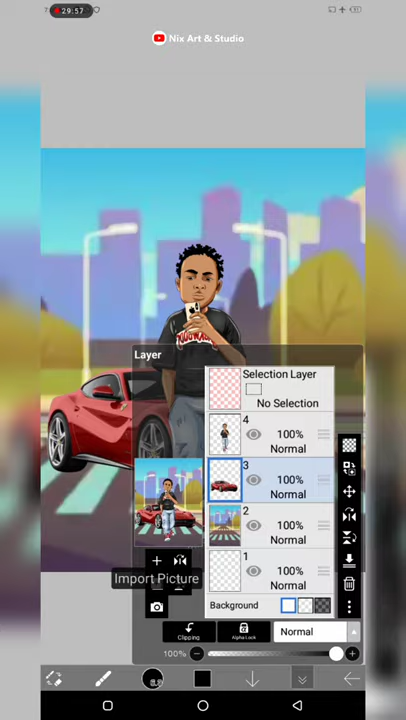 29:57
Nix Art & Studio
Layer
Selection Layer
No Selection
4
100%
Normal
3
100%
Normal
2
100%
Normal
1
100%
Normal
Import Picture
Background
Clipping
Alpha Lock
Normal
100%